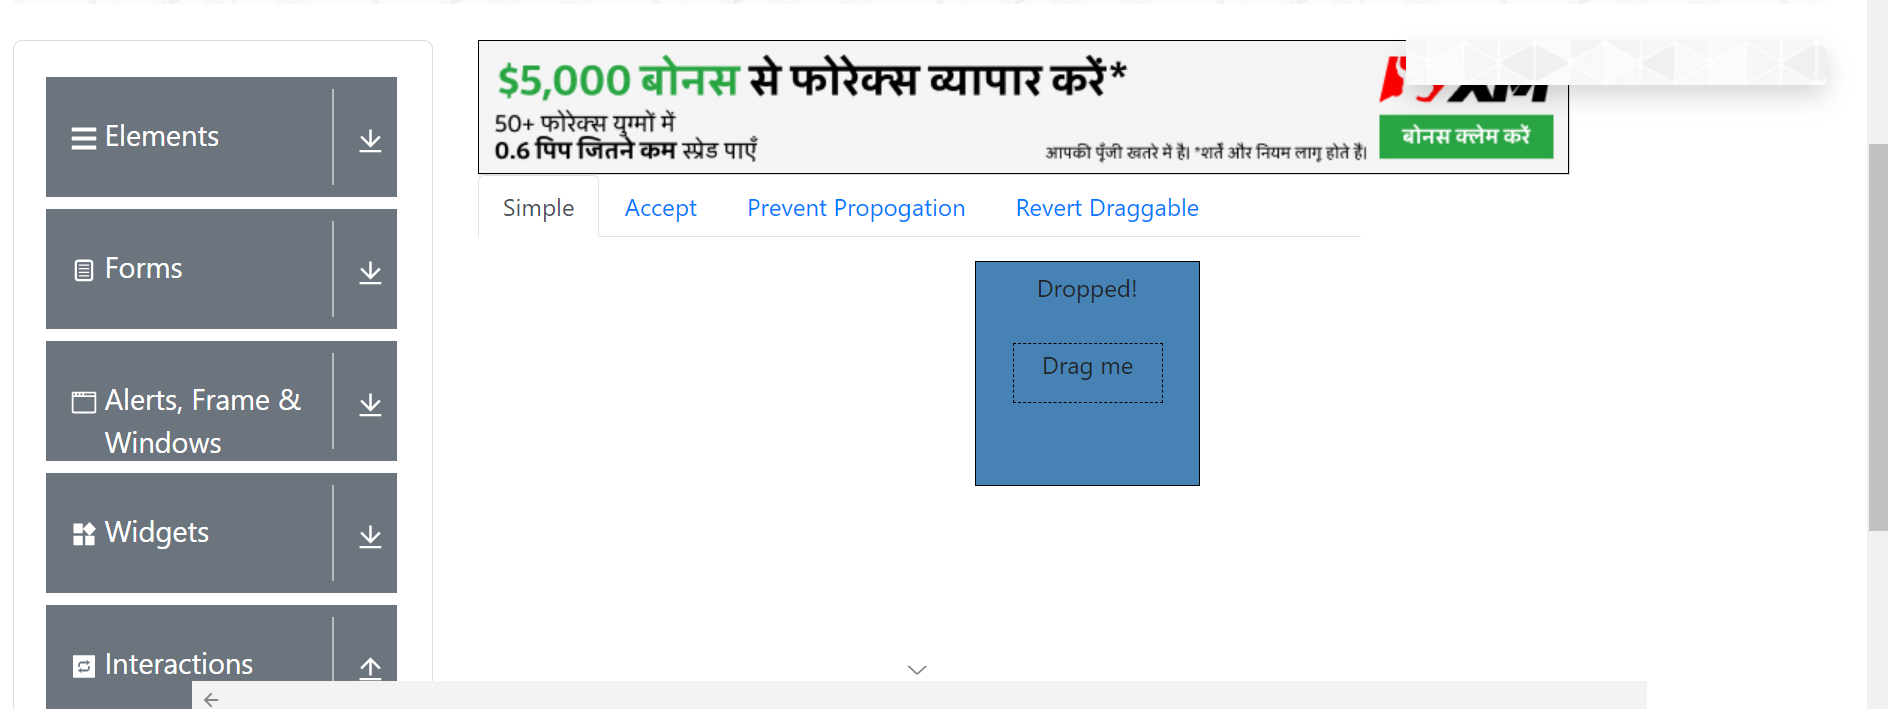 Elements
Forms
Alerts, Frame &
Windows
Widgets
Interactions
$5,000 बोनस से फोरेक्स व्यापार करें*
50+ फोरेक्स युग्मों में
0.6 पिप जितने कम स्प्रेड पाएँ
आपकी पूँजी खतरे में है। *शर्तें और नियम लागू होते हैं।
बोनस क्लेम करें
Simple
Accept
Prevent Propogation
Revert Draggable
Dropped!
Drag me